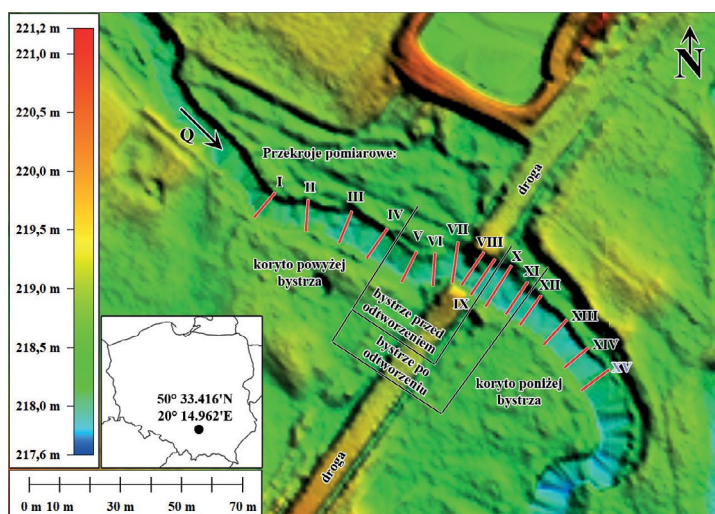 221,2 m
220,5 m
220,0 m
219,5 m
219,0 m
218,5 m
218,0 m
217,6 m
N
Q
Przekroje pomiarowe:
I
II
III
IV
V
VI
VII
VIII
IX
X
XI
XII
XIII
XIV
XV
droga
koryto powyżej
bystrza
bystrze przed
odtworzeniem
bystrze po
odtworzeniu
koryto poniżej
bystrza
droga
50° 33.416'N
20° 14.962'E
0 m 10 m 30 m 50 m 70 m